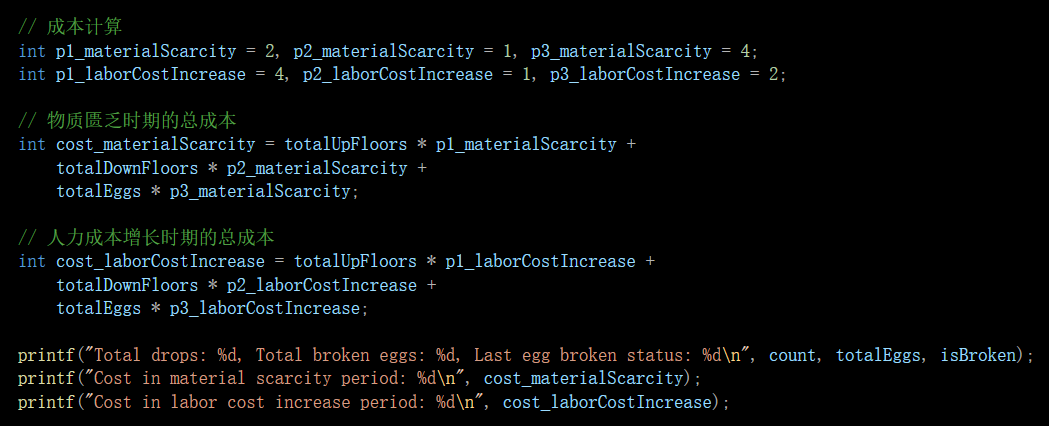 // 成本计算
int p1_materialScarcity = 2, p2_materialScarcity = 1, p3_materialScarcity = 4;
int p1_laborCostIncrease = 4, p2_laborCostIncrease = 1, p3_laborCostIncrease = 2;

// 物质匮乏时期的总成本
int cost_materialScarcity = totalUpFloors * p1_materialScarcity +
    totalDownFloors * p2_materialScarcity +
    totalEggs * p3_materialScarcity;

// 人力成本增长时期的总成本
int cost_laborCostIncrease = totalUpFloors * p1_laborCostIncrease +
    totalDownFloors * p2_laborCostIncrease +
    totalEggs * p3_laborCostIncrease;

printf("Total drops: %d, Total broken eggs: %d, Last egg broken status: %d\n", count, totalEggs, isBroken);
printf("Cost in material scarcity period: %d\n", cost_materialScarcity);
printf("Cost in labor cost increase period: %d\n", cost_laborCostIncrease);